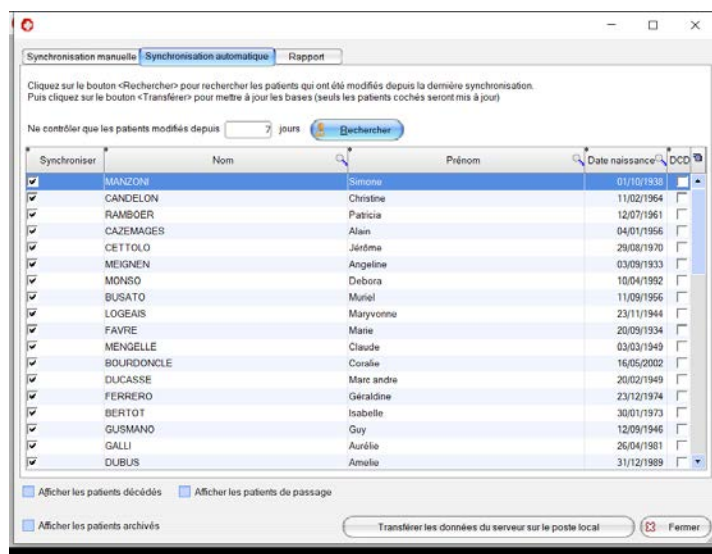 Synchronisation manuelle Synchronisation automatique Rapport
Cliquez sur le bouton <Rechercher> pour rechercher les patients qui ont été modifiés depuis la dernière synchronisation.
Puis cliquez sur le bouton <Transférer> pour mettre à jour les bases (seuls les patients cochés seront mis à jour)
Ne contrôler que les patients modifiés depuis 7 jours Rechercher
Synchroniser Nom Prénom Date naissance DCD
MANZONI Simone 01/10/1938
CANDELON Christine 11/02/1964
RAMBOER Patricia 12/07/1961
CAZEMAGES Alain 04/01/1956
CETTOLO Jérôme 29/08/1970
MEIGNEN Angeline 03/09/1933
MONSO Debora 10/04/1992
BUSATO Muriel 11/09/1956
LOGEAIS Maryvonne 23/11/1944
FAVRE Marie 20/09/1934
MENGELLE Claude 03/03/1949
BOURDONCLE Coralie 16/05/2002
DUCASSE Marc andre 20/02/1949
FERRERO Géraldine 23/12/1974
BERTOT Isabelle 30/01/1973
GUSMANO Guy 12/09/1946
GALLI Aurélie 26/04/1981
DUBUS Amelie 31/12/1989
Afficher les patients décédés Afficher les patients de passage
Afficher les patients archivés Transférer les données du serveur sur le poste local Fermer